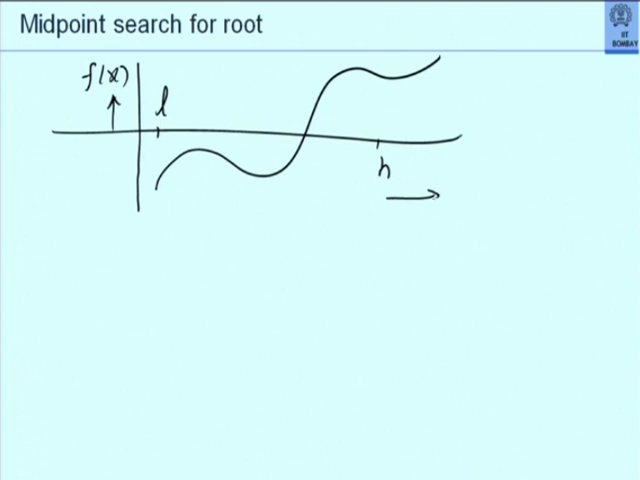 Midpoint search for root
IIT
BOMBAY
f(x)
l
h